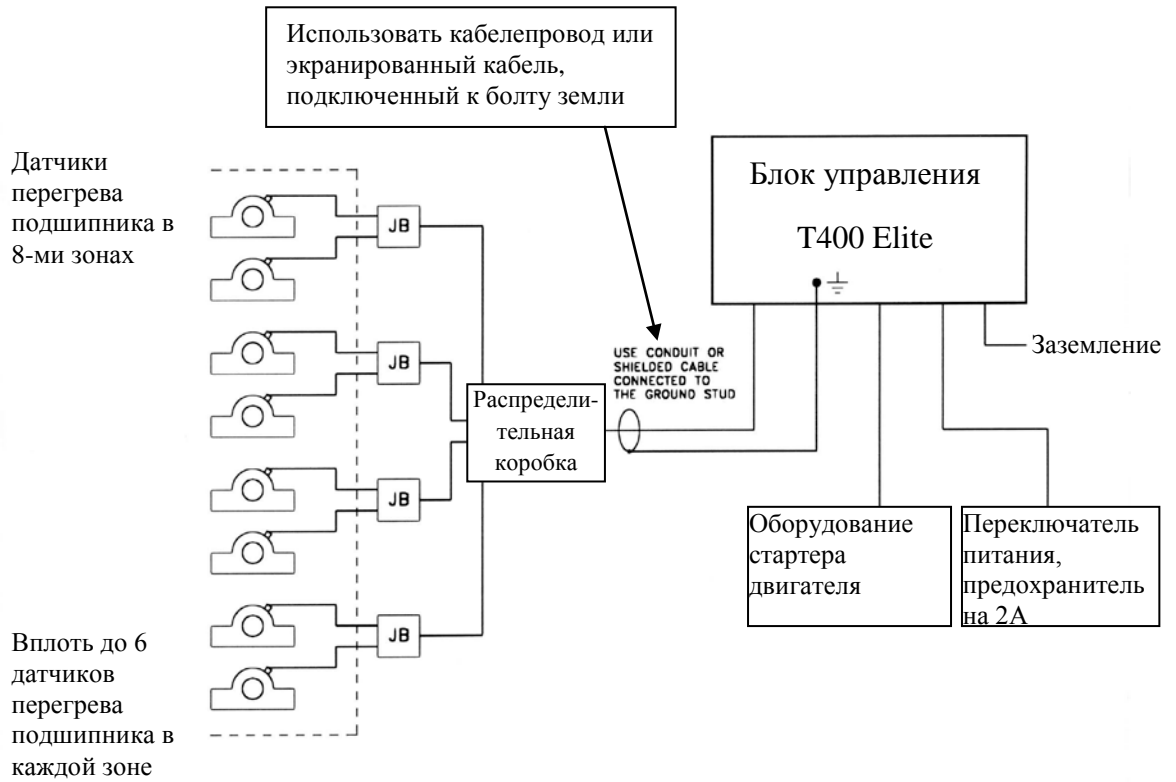 Использовать кабелепровод или
экранированный кабель,
подключенный к болту земли
Датчики
перегрева
подшипника в
8-ми зонах
Блок управления
T400 Elite
JB
JB
USE CONDUIT OR
SHIELDED CABLE
CONNECTED TO
THE GROUND STUD
Заземление
Распредели-
тельная
коробка
JB
Оборудование
стартера
двигателя
Переключатель
питания,
предохранитель
на 2А
JB
Вплоть до 6
датчиков
перегрева
подшипника в
каждой зоне